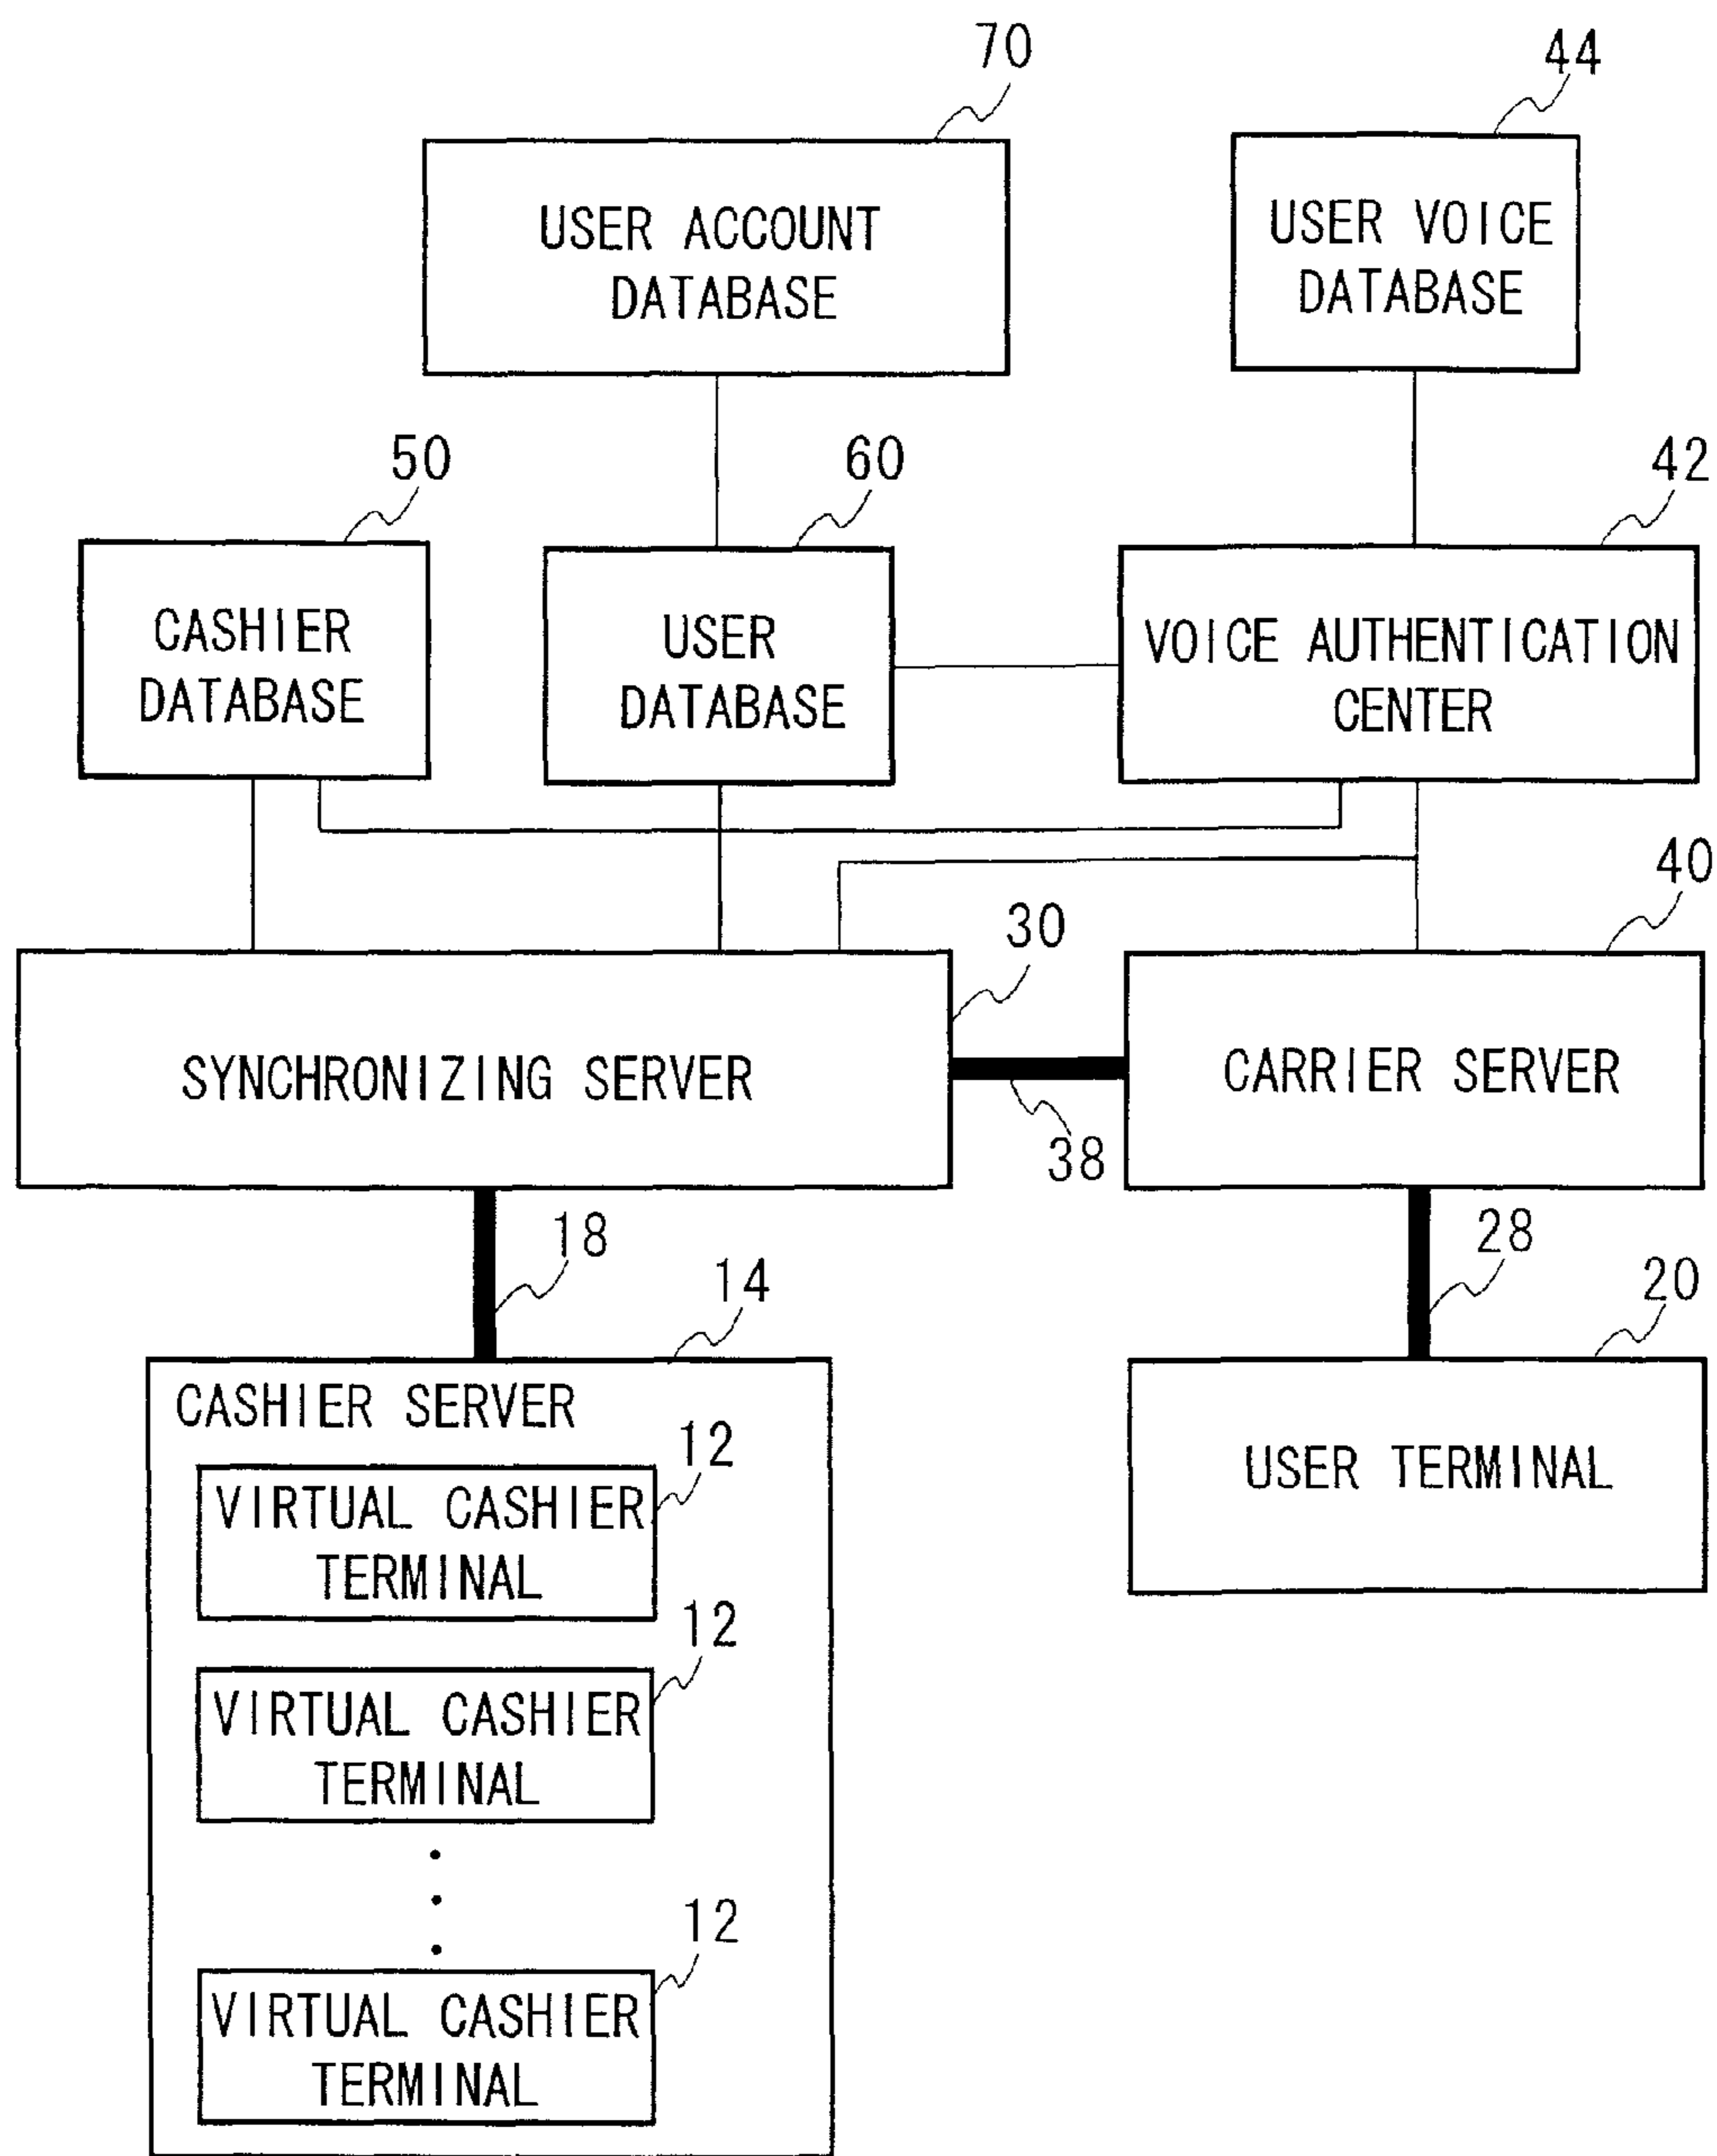 70
44
USER ACCOUNT
DATABASE
USER VOICE
DATABASE
50
60
42
CASHIER
DATABASE
USER
DATABASE
VOICE AUTHENTICATION
CENTER
30
40
SYNCHRONIZING SERVER
CARRIER SERVER
38
18
14
28
20
CASHIER SERVER
12
VIRTUAL CASHIER
TERMINAL
USER TERMINAL
12
VIRTUAL CASHIER
TERMINAL
12
VIRTUAL CASHIER
TERMINAL